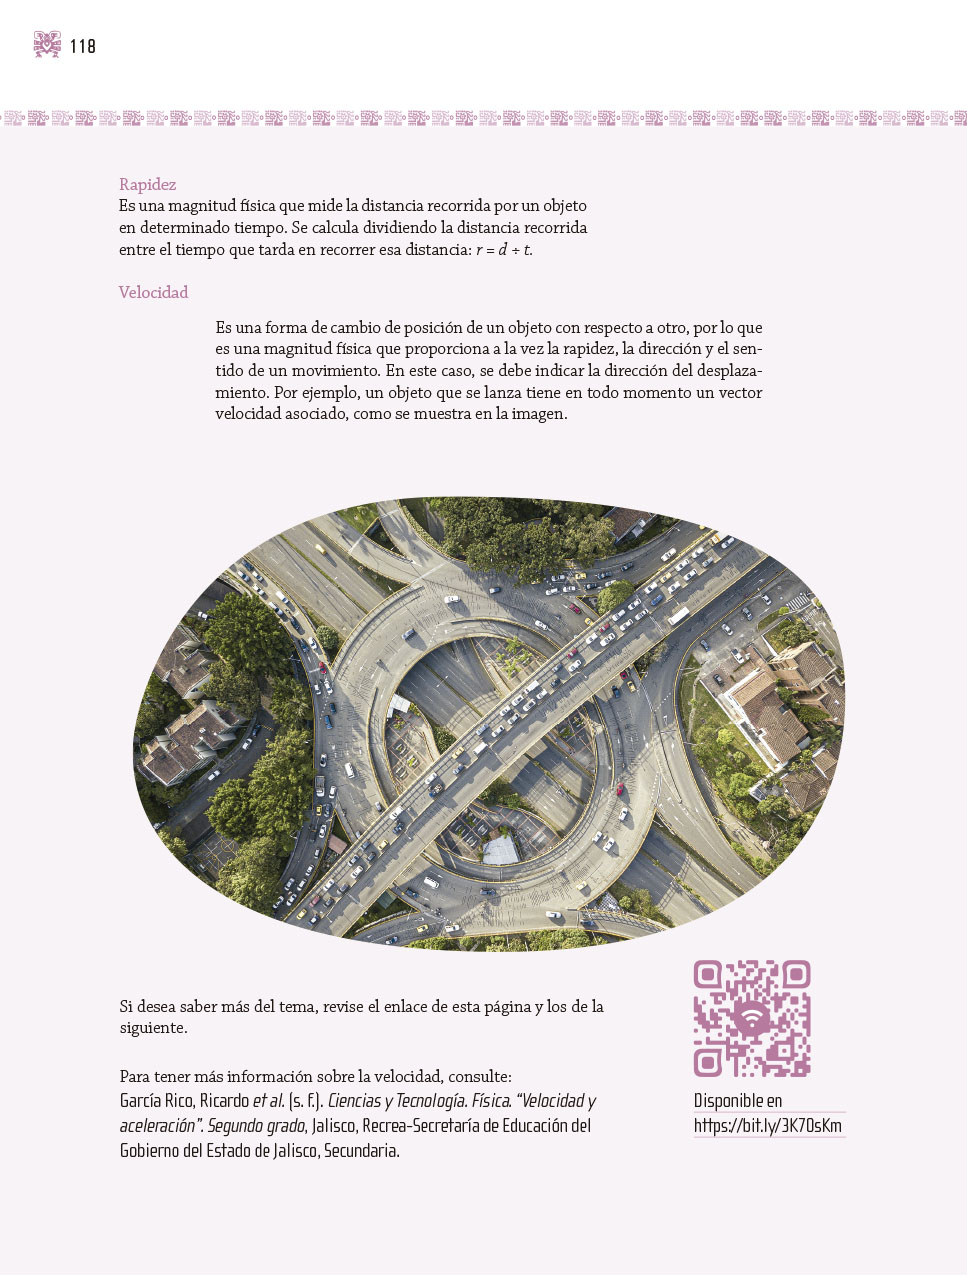 118
Rapidez
Es una magnitud física que mide la distancia recorrida por un objeto
en determinado tiempo. Se calcula dividiendo la distancia recorrida
entre el tiempo que tarda en recorrer esa distancia: r = d ÷ t.
Velocidad
Es una forma de cambio de posición de un objeto con respecto a otro, por lo que
es una magnitud física que proporciona a la vez la rapidez, la dirección y el sen-
tido de un movimiento. En este caso, se debe indicar la dirección del desplaza-
miento. Por ejemplo, un objeto que se lanza tiene en todo momento un vector
velocidad asociado, como se muestra en la imagen.
Si desea saber más del tema, revise el enlace de esta página y los de la
siguiente.
Para tener más información sobre la velocidad, consulte:
García Rico, Ricardo et al. (s. f.). Ciencias y Tecnología. Física. “Velocidad y
aceleración”. Segundo grado, Jalisco, Recrea-Secretaría de Educación del
Gobierno del Estado de Jalisco, Secundaria.
Disponible en
https://bit.ly/3K7OsKm